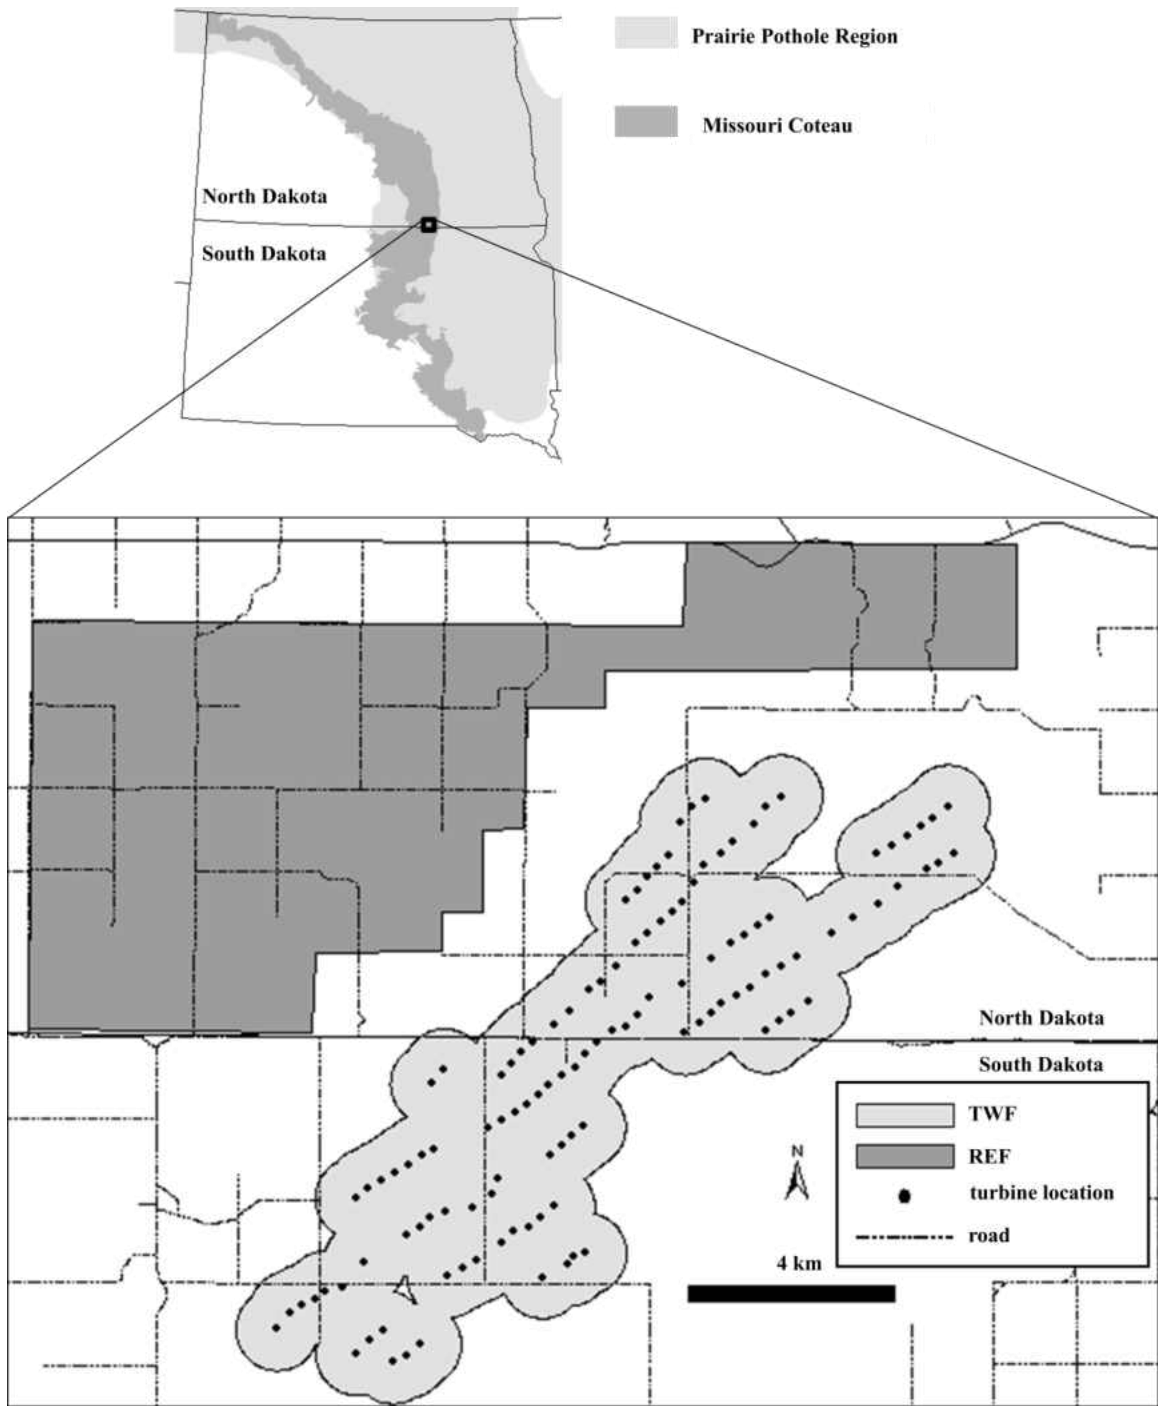 Prairie Pothole Region
Missouri Coteau
North Dakota
South Dakota
North Dakota
South Dakota
TWF
REF
turbine location
road
N
4 km